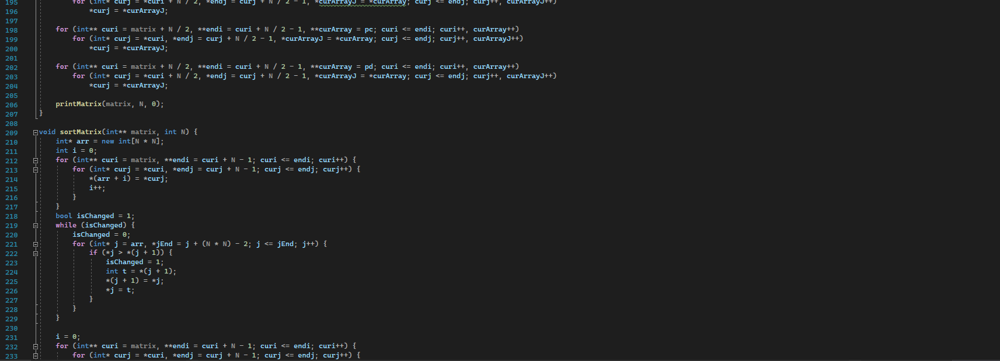 195 for (int* curj = *curi + N / 2, *endj = curj + N / 2 - 1, *curArrayJ = *curArray; curj <= endj; curj++, curArrayJ++)
196 *curj = *curArrayJ;
197
198 for (int** curi = matrix + N / 2, **endi = curi + N / 2 - 1, **curArray = pc; curi <= endi; curi++, curArray++)
199 for (int* curj = *curi, *endj = curj + N / 2 - 1, *curArrayJ = *curArray; curj <= endj; curj++, curArrayJ++)
200 *curj = *curArrayJ;
201
202 for (int** curi = matrix + N / 2, **endi = curi + N / 2 - 1, **curArray = pd; curi <= endi; curi++, curArray++)
203 for (int* curj = *curi + N / 2, *endj = curj + N / 2 - 1, *curArrayJ = *curArray; curj <= endj; curj++, curArrayJ++)
204 *curj = *curArrayJ;
205
206 printMatrix(matrix, N, 0);
207 }
208
209 void sortMatrix(int** matrix, int N) {
210 int* arr = new int[N * N];
211 int i = 0;
212 for (int** curi = matrix, **endi = curi + N - 1; curi <= endi; curi++) {
213 for (int* curj = *curi, *endj = curj + N - 1; curj <= endj; curj++) {
214 *(arr + i) = *curj;
215 i++;
216 }
217 }
218 bool isChanged = 1;
219 while (isChanged) {
220 isChanged = 0;
221 for (int* j = arr, *jEnd = j + (N * N) - 2; j <= jEnd; j++) {
222 if (*j > *(j + 1)) {
223 isChanged = 1;
224 int t = *(j + 1);
225 *(j + 1) = *j;
226 *j = t;
227 }
228 }
229 }
230
231 i = 0;
232 for (int** curi = matrix, **endi = curi + N - 1; curi <= endi; curi++) {
233 for (int* curj = *curi, *endj = curj + N - 1; curj <= endj; curj++) {